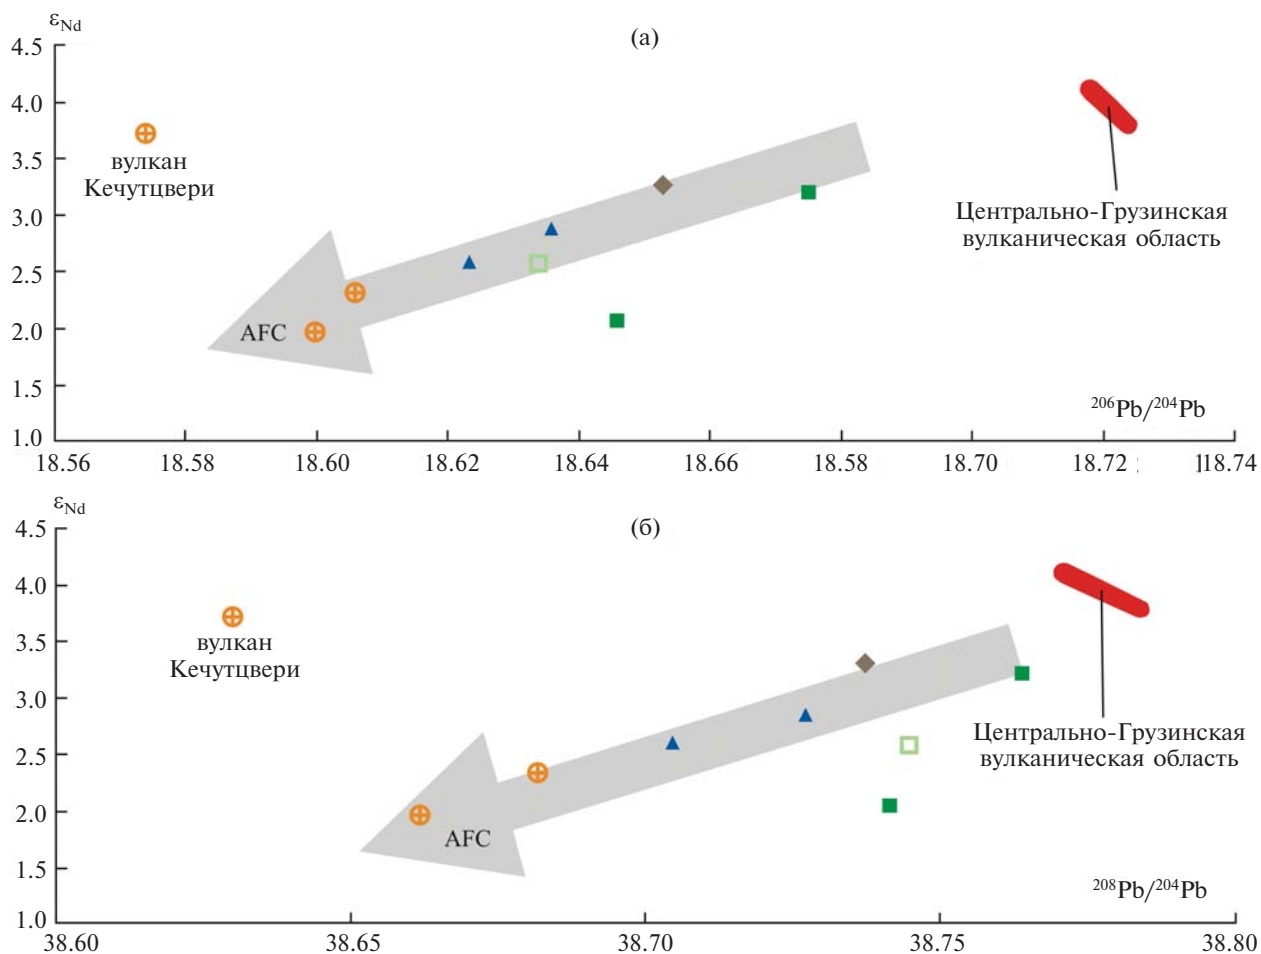 εNd
(а)
4.5
4.0
3.5
3.0
2.5
2.0
1.5
1.0
вулкан
Кечутцвери
Центрально-Грузинская
вулканическая область
AFC
²⁰⁶Pb/²⁰⁴Pb
18.56 18.58 18.60 18.62 18.64 18.66 18.58 18.70 18.72 18.74
εNd
(б)
4.5
4.0
3.5
3.0
2.5
2.0
1.5
1.0
вулкан
Кечутцвери
Центрально-Грузинская
вулканическая область
AFC
²⁰⁸Pb/²⁰⁴Pb
38.60 38.65 38.70 38.75 38.80